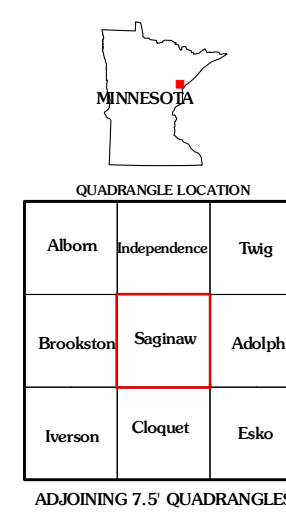 MINNESOTA
QUADRANGLE LOCATION
Alborn Independence Twig
Brookston Saginaw Adolph
Iverson Cloquet Esko
ADJOINING 7.5' QUADRANGLES